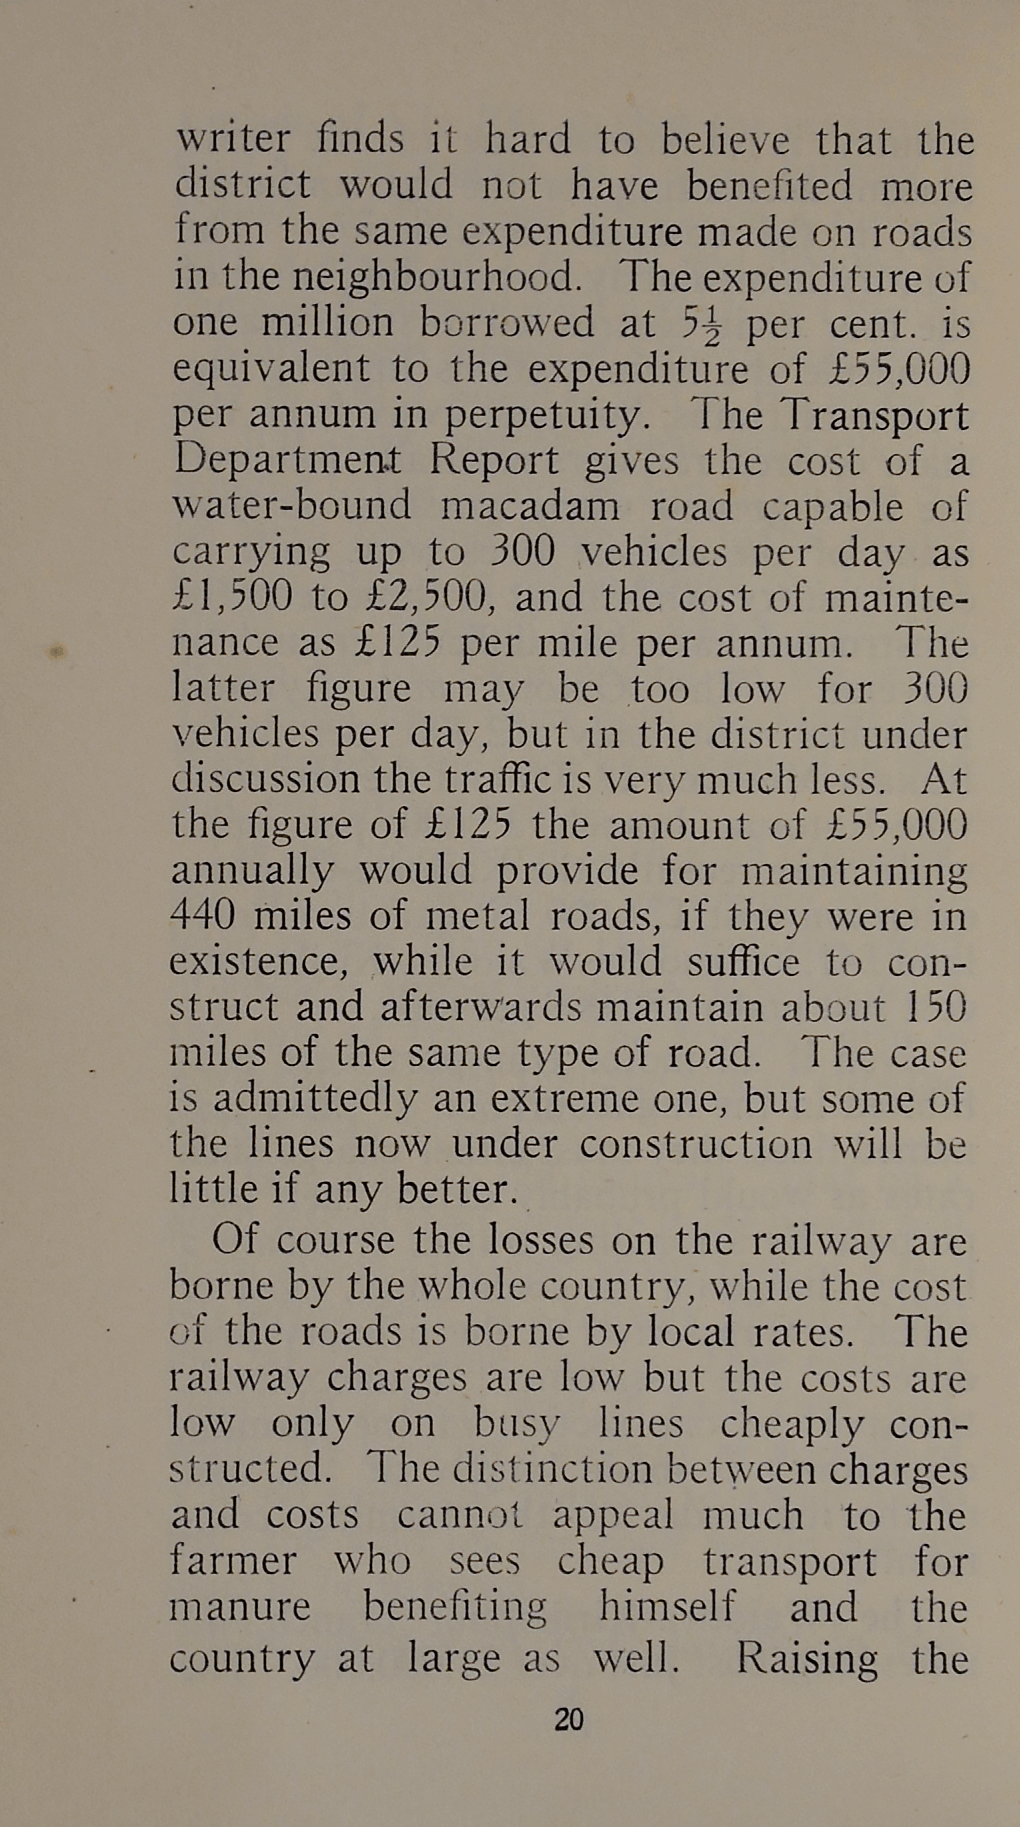 writer finds it hard to believe that the
district would not have benefited more
from the same expenditure made on roads
in the neighbourhood. The expenditure of
one million borrowed at 5½ per cent. is
equivalent to the expenditure of £55,000
per annum in perpetuity. The Transport
Department Report gives the cost of a
water-bound macadam road capable of
carrying up to 300 vehicles per day as
£1,500 to £2,500, and the cost of mainte-
nance as £125 per mile per annum. The
latter figure may be too low for 300
vehicles per day, but in the district under
discussion the traffic is very much less. At
the figure of £125 the amount of £55,000
annually would provide for maintaining
440 miles of metal roads, if they were in
existence, while it would suffice to con-
struct and afterwards maintain about 150
miles of the same type of road. The case
is admittedly an extreme one, but some of
the lines now under construction will be
little if any better.
Of course the losses on the railway are
borne by the whole country, while the cost
of the roads is borne by local rates. The
railway charges are low but the costs are
low only on busy lines cheaply con-
structed. The distinction between charges
and costs cannot appeal much to the
farmer who sees cheap transport for
manure benefiting himself and the
country at large as well. Raising the
20